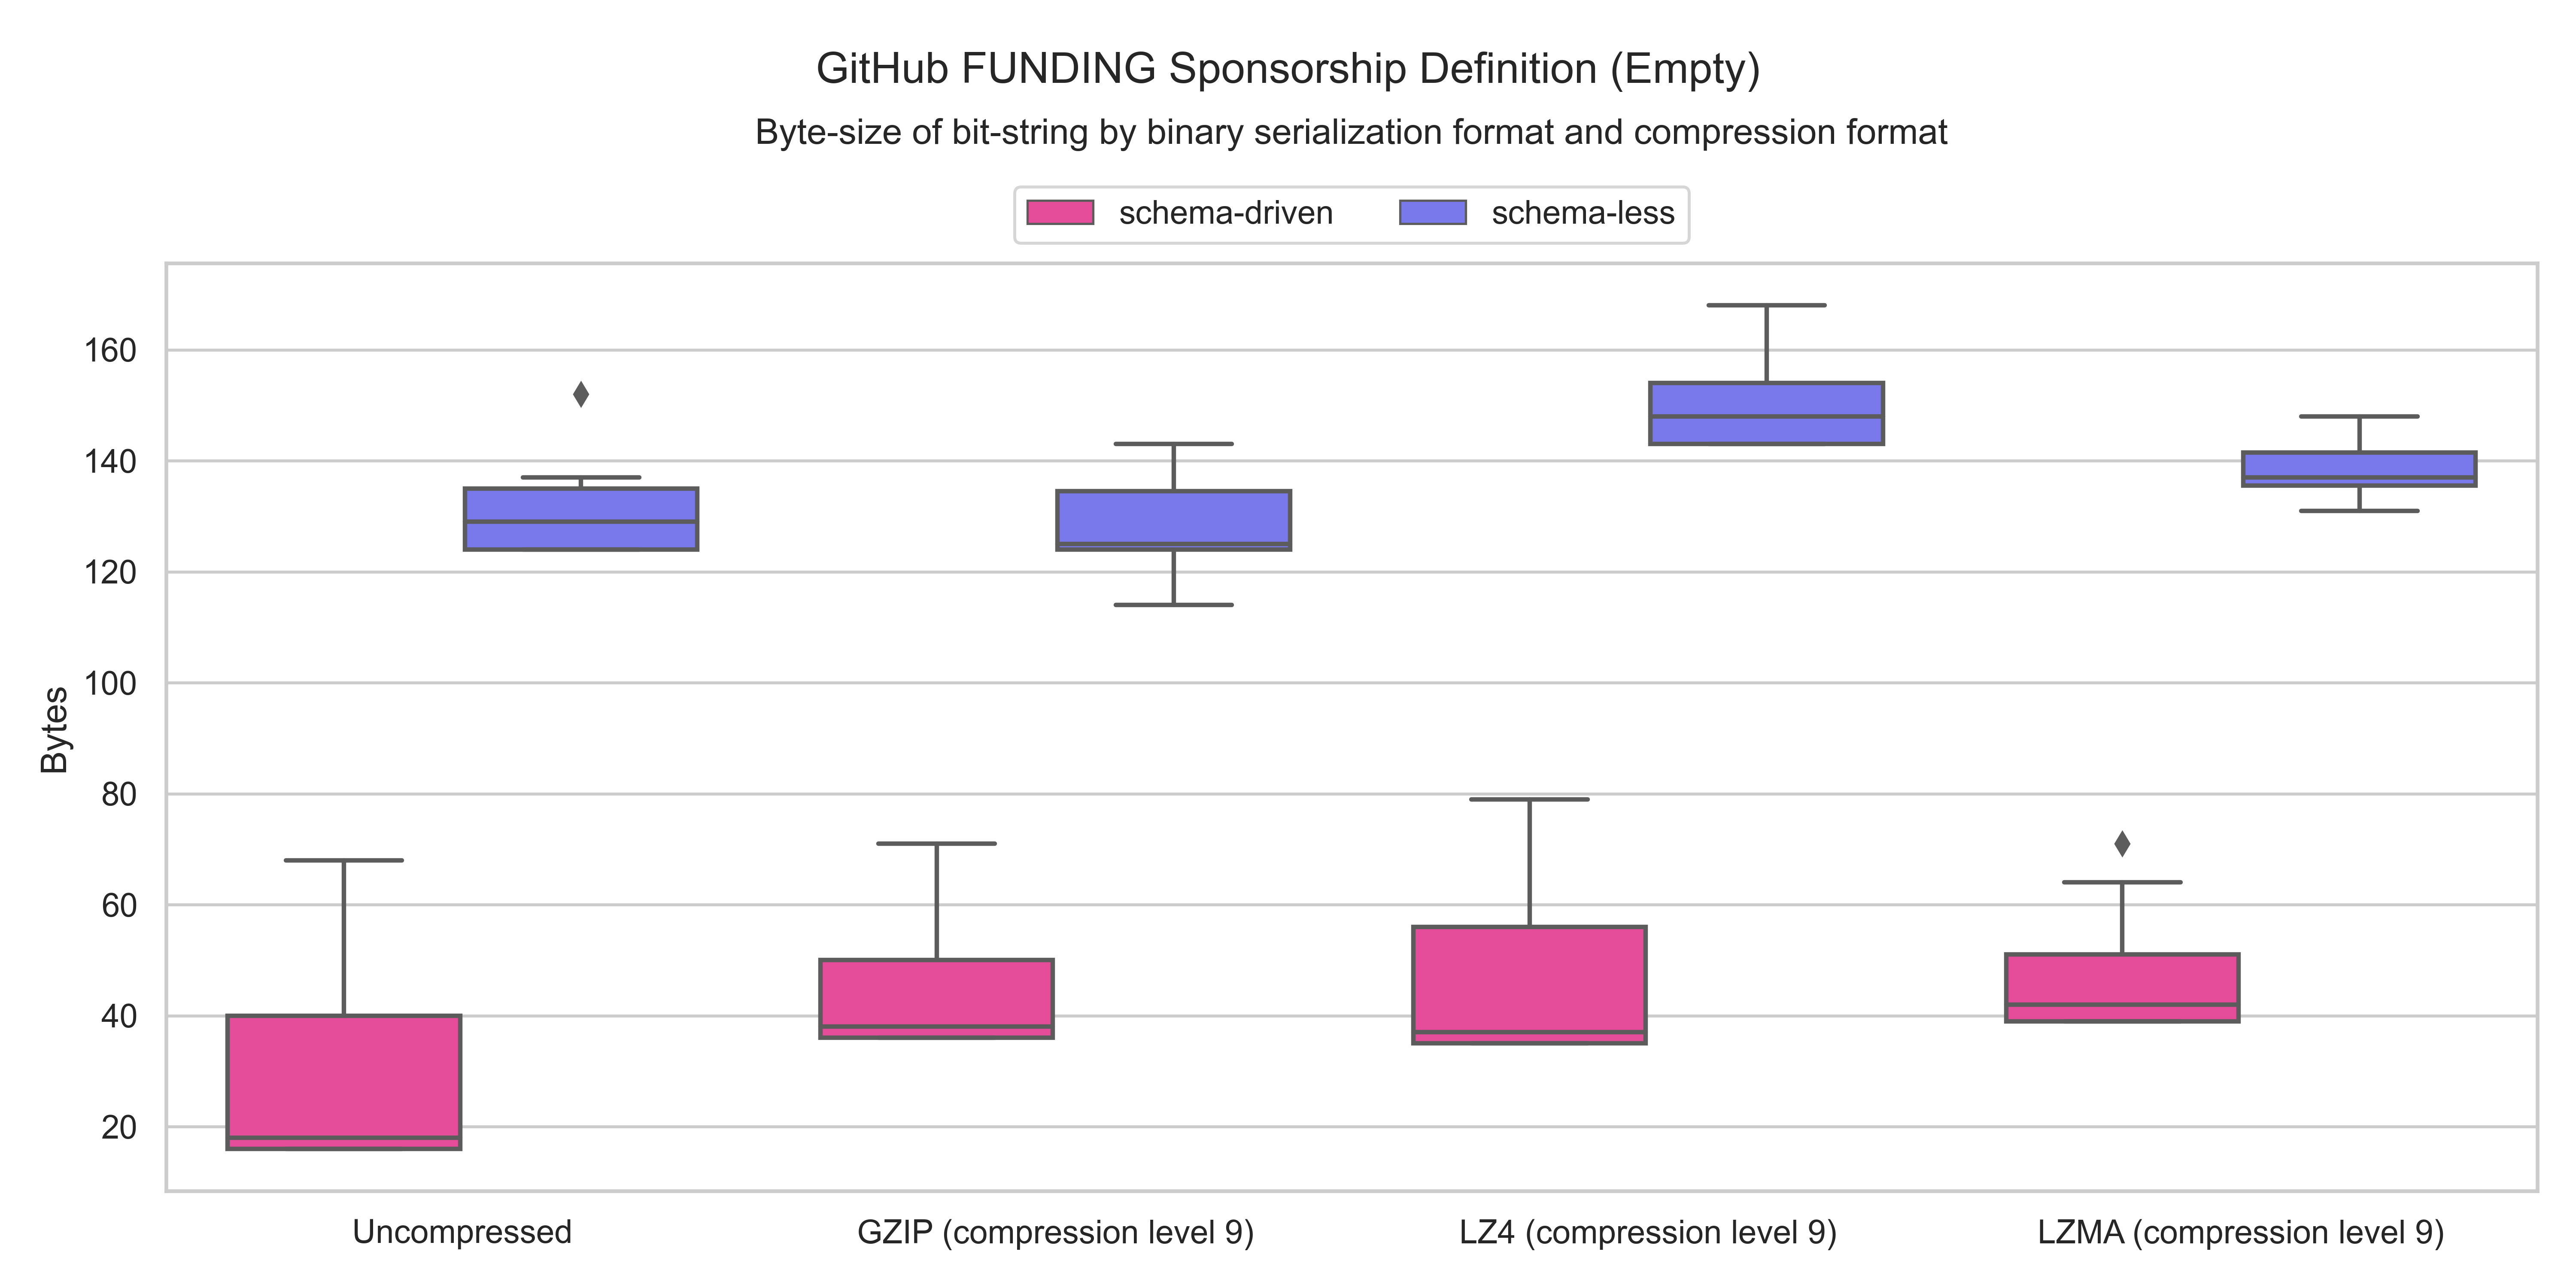 GitHub FUNDING Sponsorship Definition (Empty)
Byte-size of bit-string by binary serialization format and compression format
schema-driven schema-less
160
140
120
100
80
60
40
20
Bytes
Uncompressed GZIP (compression level 9) LZ4 (compression level 9) LZMA (compression level 9)